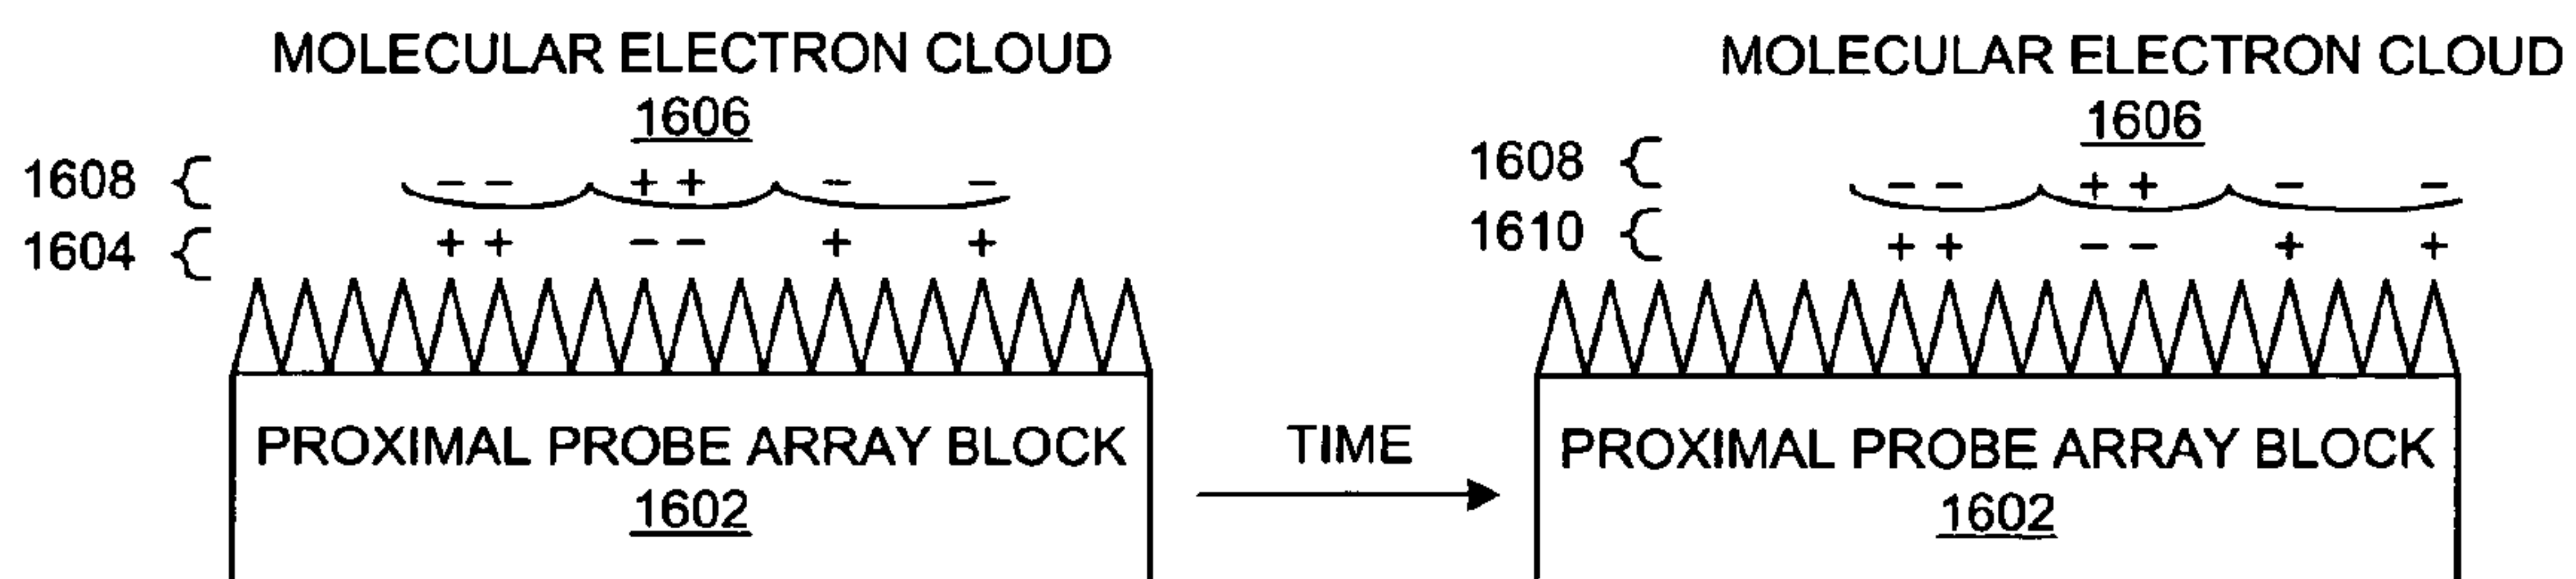 MOLECULAR ELECTRON CLOUD
1606
1608 { – – + + – –
1604 { + + – – + +
PROXIMAL PROBE ARRAY BLOCK
1602
TIME
MOLECULAR ELECTRON CLOUD
1606
1608 { – – + + – –
1610 { + + – – + +
PROXIMAL PROBE ARRAY BLOCK
1602